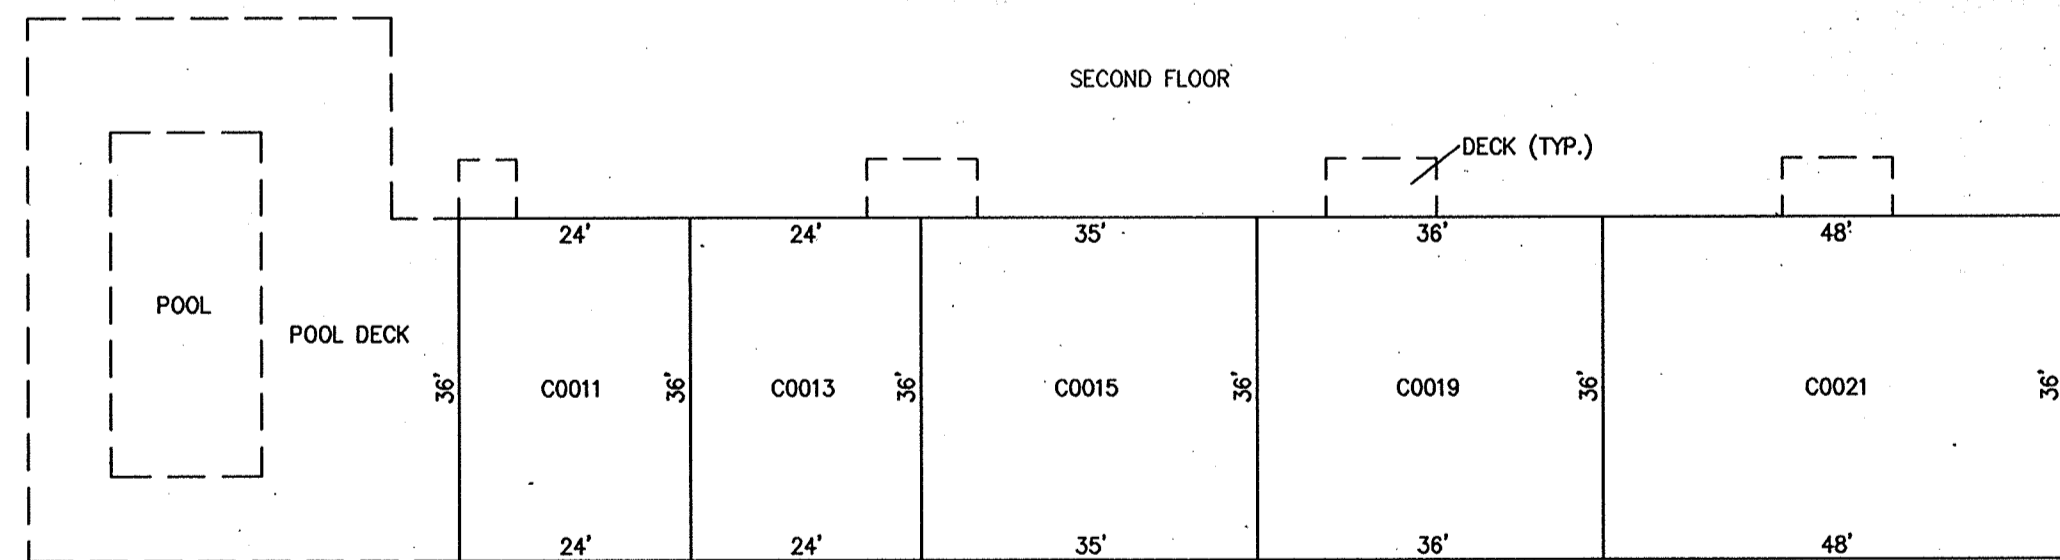 SECOND FLOOR
DECK (TYP.)
24' 24' 35' 36' 48'
POOL
POOL DECK
36' C0011 36' C0013 36' C0015 36' C0019 36' C0021 36'
24' 24' 35' 36' 48'